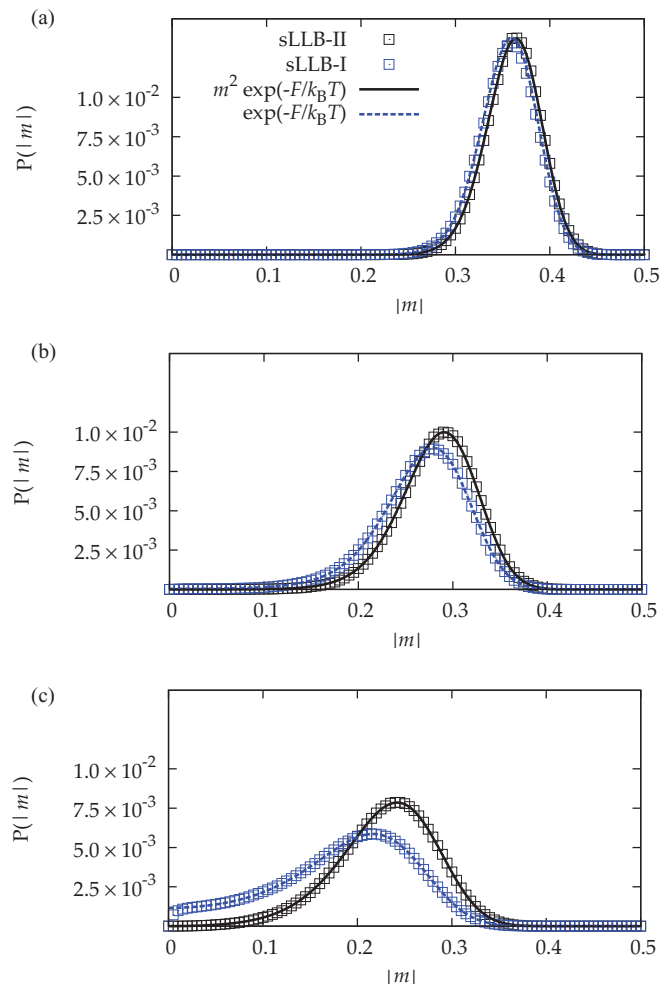 (a)
sLLB-II
sLLB-I
m² exp(-F/k_BT)
exp(-F/k_BT)
P(|m|)
1.0 × 10⁻²
7.5 × 10⁻³
5.0 × 10⁻³
2.5 × 10⁻³
0 0.1 0.2 0.3 0.4 0.5
|m|
(b)
P(|m|)
1.0 × 10⁻²
7.5 × 10⁻³
5.0 × 10⁻³
2.5 × 10⁻³
0 0.1 0.2 0.3 0.4 0.5
|m|
(c)
P(|m|)
1.0 × 10⁻²
7.5 × 10⁻³
5.0 × 10⁻³
2.5 × 10⁻³
0 0.1 0.2 0.3 0.4 0.5
|m|